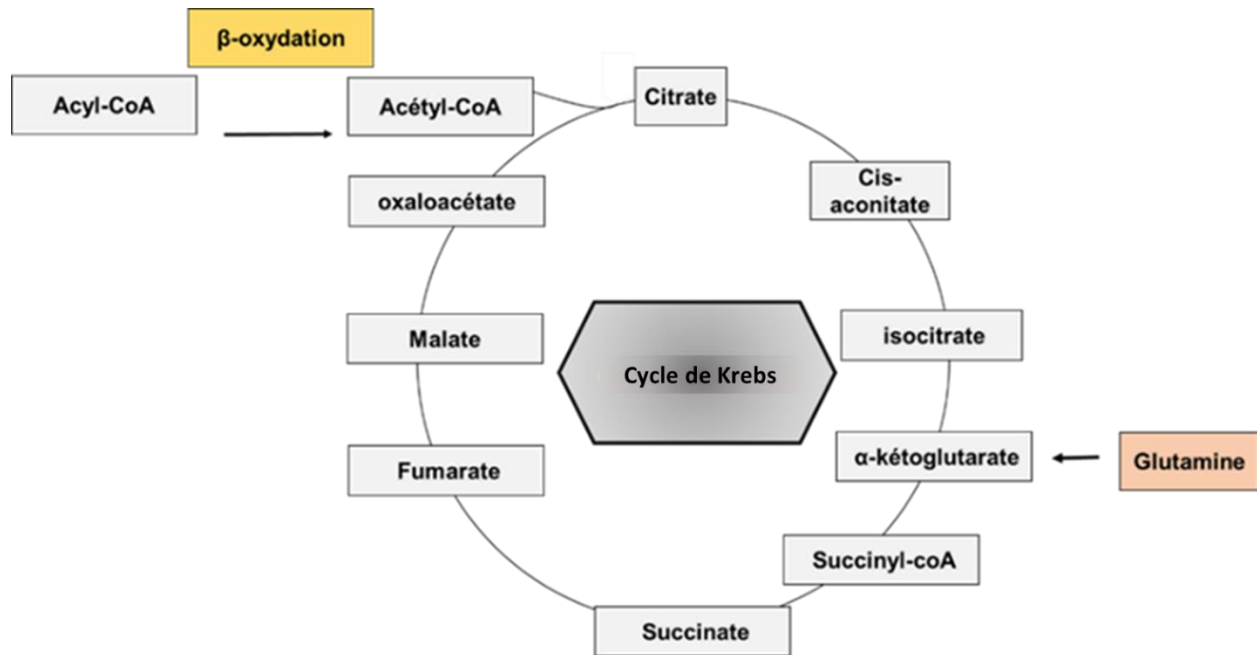 β-oxydation
Acyl-CoA
Acétyl-CoA
Citrate
Cis-
aconitate
oxaloacétate
Malate
isocitrate
Cycle de Krebs
Fumarate
α-kétoglutarate
Glutamine
Succinyl-coA
Succinate